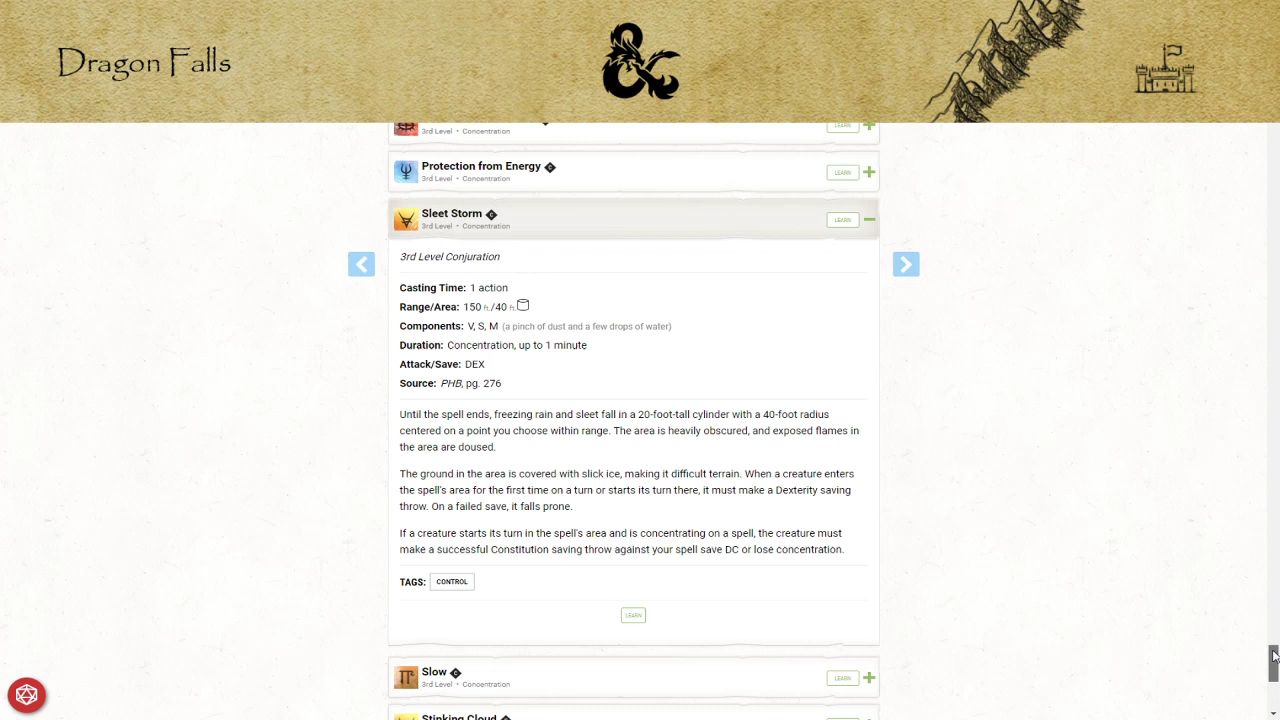 Dragon Falls
3rd Level • Concentration
LEARN
Protection from Energy
3rd Level • Concentration
LEARN
Sleet Storm
3rd Level • Concentration
LEARN
3rd Level Conjuration
Casting Time: 1 action
Range/Area: 150 ft./40 ft.
Components: V, S, M (a pinch of dust and a few drops of water)
Duration: Concentration, up to 1 minute
Attack/Save: DEX
Source: PHB, pg. 276
Until the spell ends, freezing rain and sleet fall in a 20-foot-tall cylinder with a 40-foot radius
centered on a point you choose within range. The area is heavily obscured, and exposed flames in
the area are doused.
The ground in the area is covered with slick ice, making it difficult terrain. When a creature enters
the spell's area for the first time on a turn or starts its turn there, it must make a Dexterity saving
throw. On a failed save, it falls prone.
If a creature starts its turn in the spell's area and is concentrating on a spell, the creature must
make a successful Constitution saving throw against your spell save DC or lose concentration.
TAGS: CONTROL
LEARN
Slow
3rd Level • Concentration
LEARN
Stinking Cloud